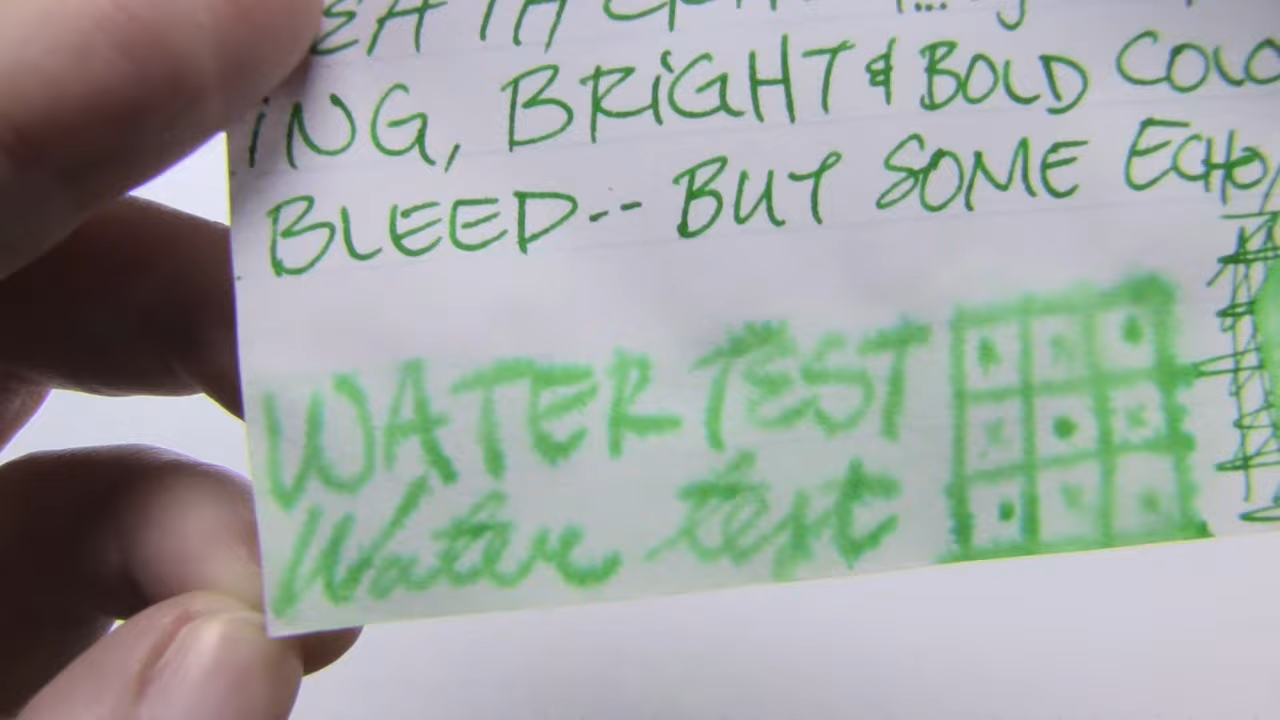 ING, BRIGHT & BOLD COLO
BLEED-- BUT SOME ECHO/
WATER TEST
Water test